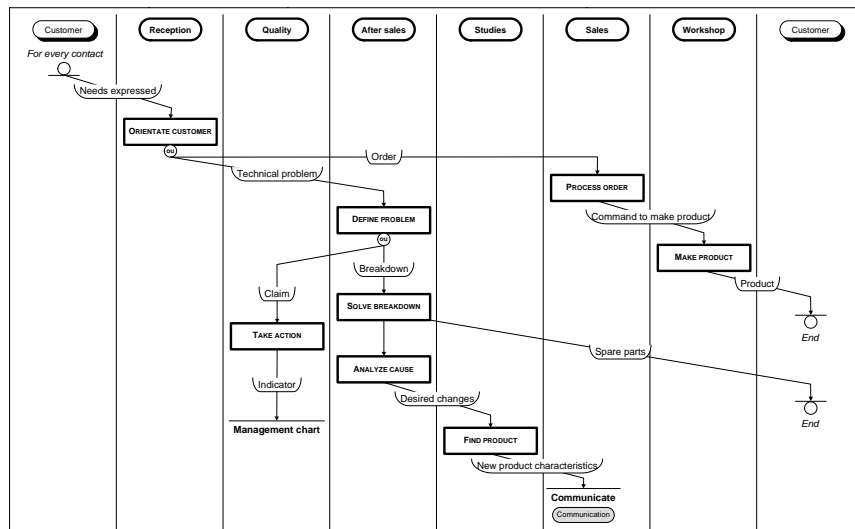 Customer
Reception
Quality
After sales
Studies
Sales
Workshop
Customer
For every contact
Needs expressed
ORIENTATE CUSTOMER
ou
Order
Technical problem
PROCESS ORDER
DEFINE PROBLEM
Command to make product
ou
MAKE PRODUCT
Breakdown
Product
Claim
SOLVE BREAKDOWN
TAKE ACTION
End
Spare parts
ANALYZE CAUSE
Indicator
Desired changes
End
Management chart
FIND PRODUCT
New product characteristics
Communicate
Communication